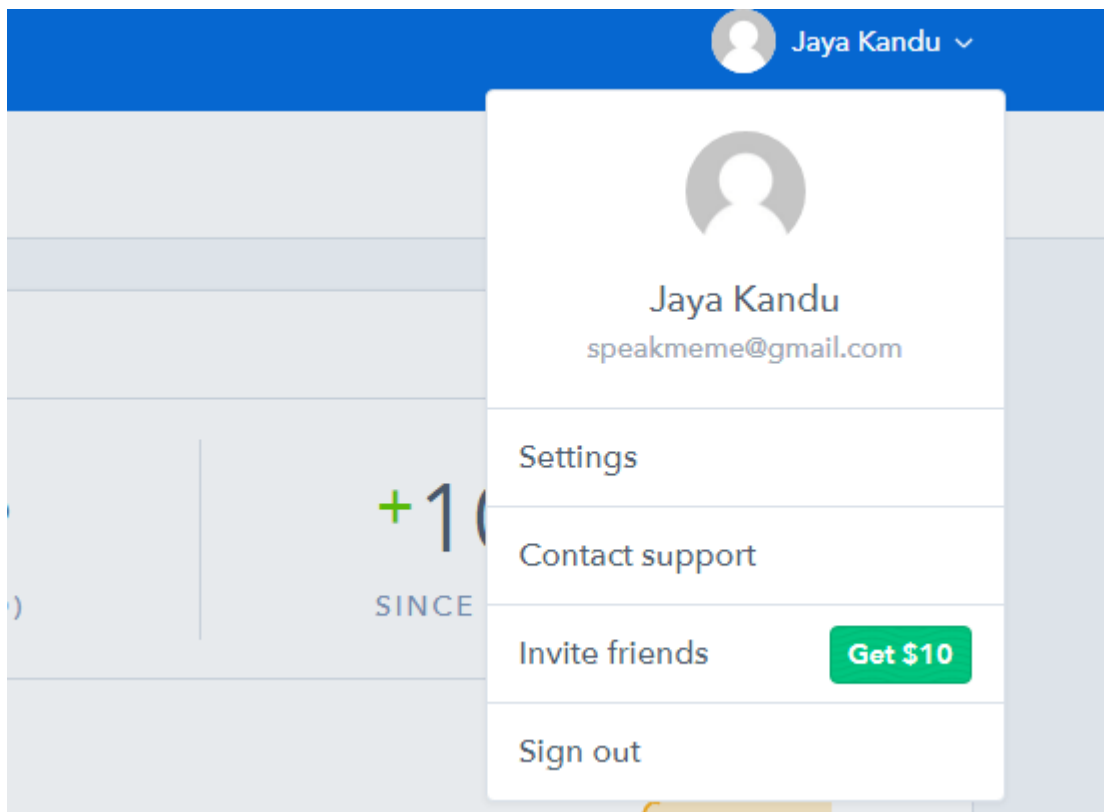 Jaya Kandu
Jaya Kandu
speakmeme@gmail.com
Settings
+1
SINCE
Contact support
)
Invite friends
Get $10
Sign out